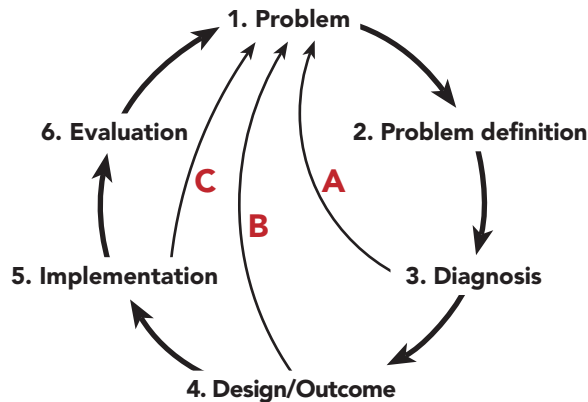 1. Problem
6. Evaluation
2. Problem definition
C
A
B
5. Implementation
3. Diagnosis
4. Design/Outcome